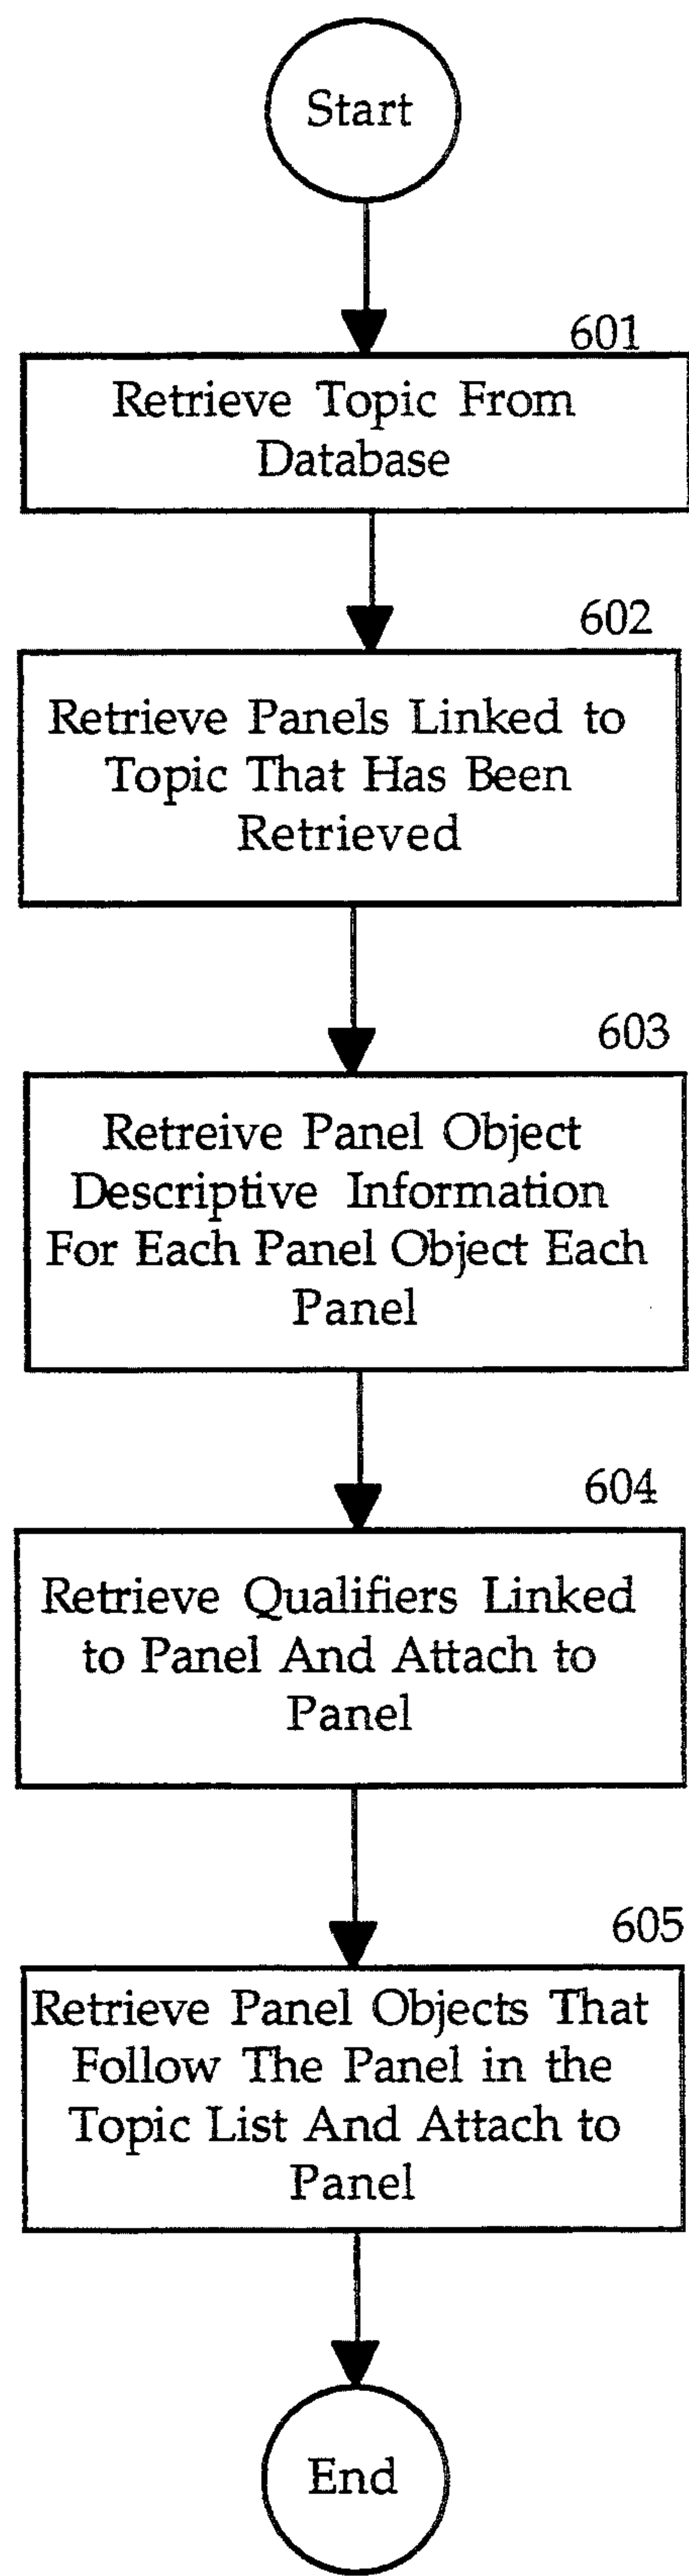 Start
601
Retrieve Topic From
Database
602
Retrieve Panels Linked to
Topic That Has Been
Retrieved
603
Retreive Panel Object
Descriptive Information
For Each Panel Object Each
Panel
604
Retrieve Qualifiers Linked
to Panel And Attach to
Panel
605
Retrieve Panel Objects That
Follow The Panel in the
Topic List And Attach to
Panel
End